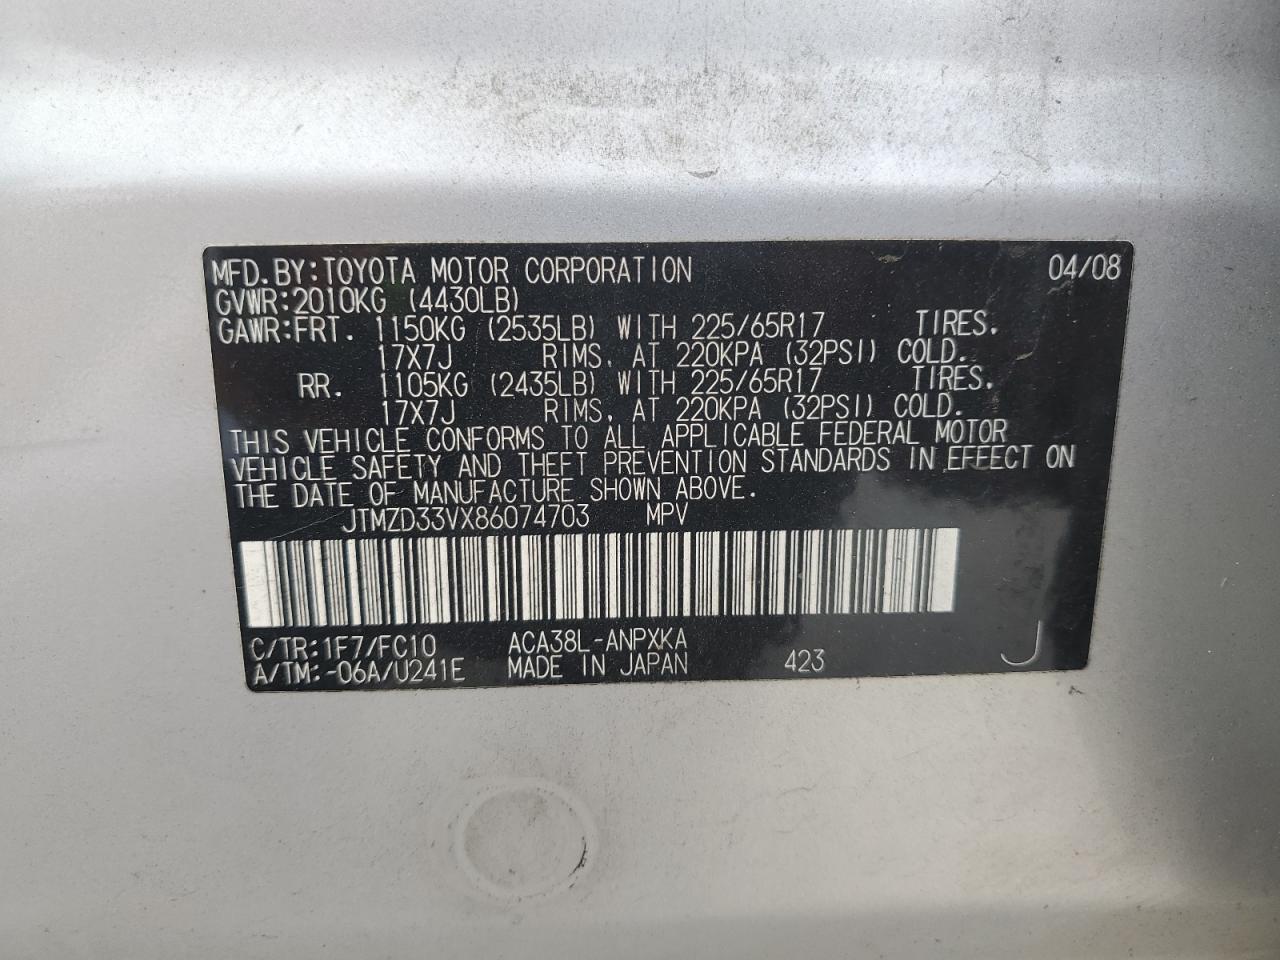 MFD.BY:TOYOTA MOTOR CORPORATION 04/08
GVWR:2010KG (4430LB)
GAWR:FRT. 1150KG (2535LB) WITH 225/65R17 TIRES.
17X7J RIMS, AT 220KPA (32PSI) COLD.
RR. 1105KG (2435LB) WITH 225/65R17 TIRES.
17X7J RIMS, AT 220KPA (32PSI) COLD.
THIS VEHICLE CONFORMS TO ALL APPLICABLE FEDERAL MOTOR
VEHICLE SAFETY AND THEFT PREVENTION STANDARDS IN EFFECT ON
THE DATE OF MANUFACTURE SHOWN ABOVE.
JTMZD33VX86074703 MPV
C/TR:1F7/FC10 ACA38L-ANPXKA
A/TM:-06A/U241E MADE IN JAPAN 423 J